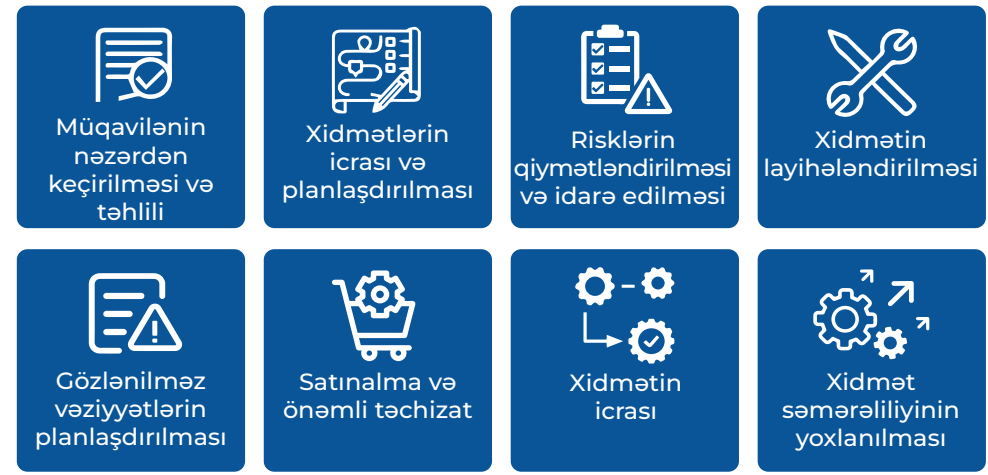 Müqavilənin
nəzərdən
keçirilməsi və
təhlili
Xidmətlərin
icrası və
planlaşdırılması
Risklərin
qiymətləndirilməsi
və idarə edilməsi
Xidmətin
layihələndirilməsi
Gözlənilməz
vəziyyətlərin
planlaşdırılması
Satınalma və
önəmli təchizat
Xidmətin
icrası
Xidmət
səmərəliliyinin
yoxlanılması